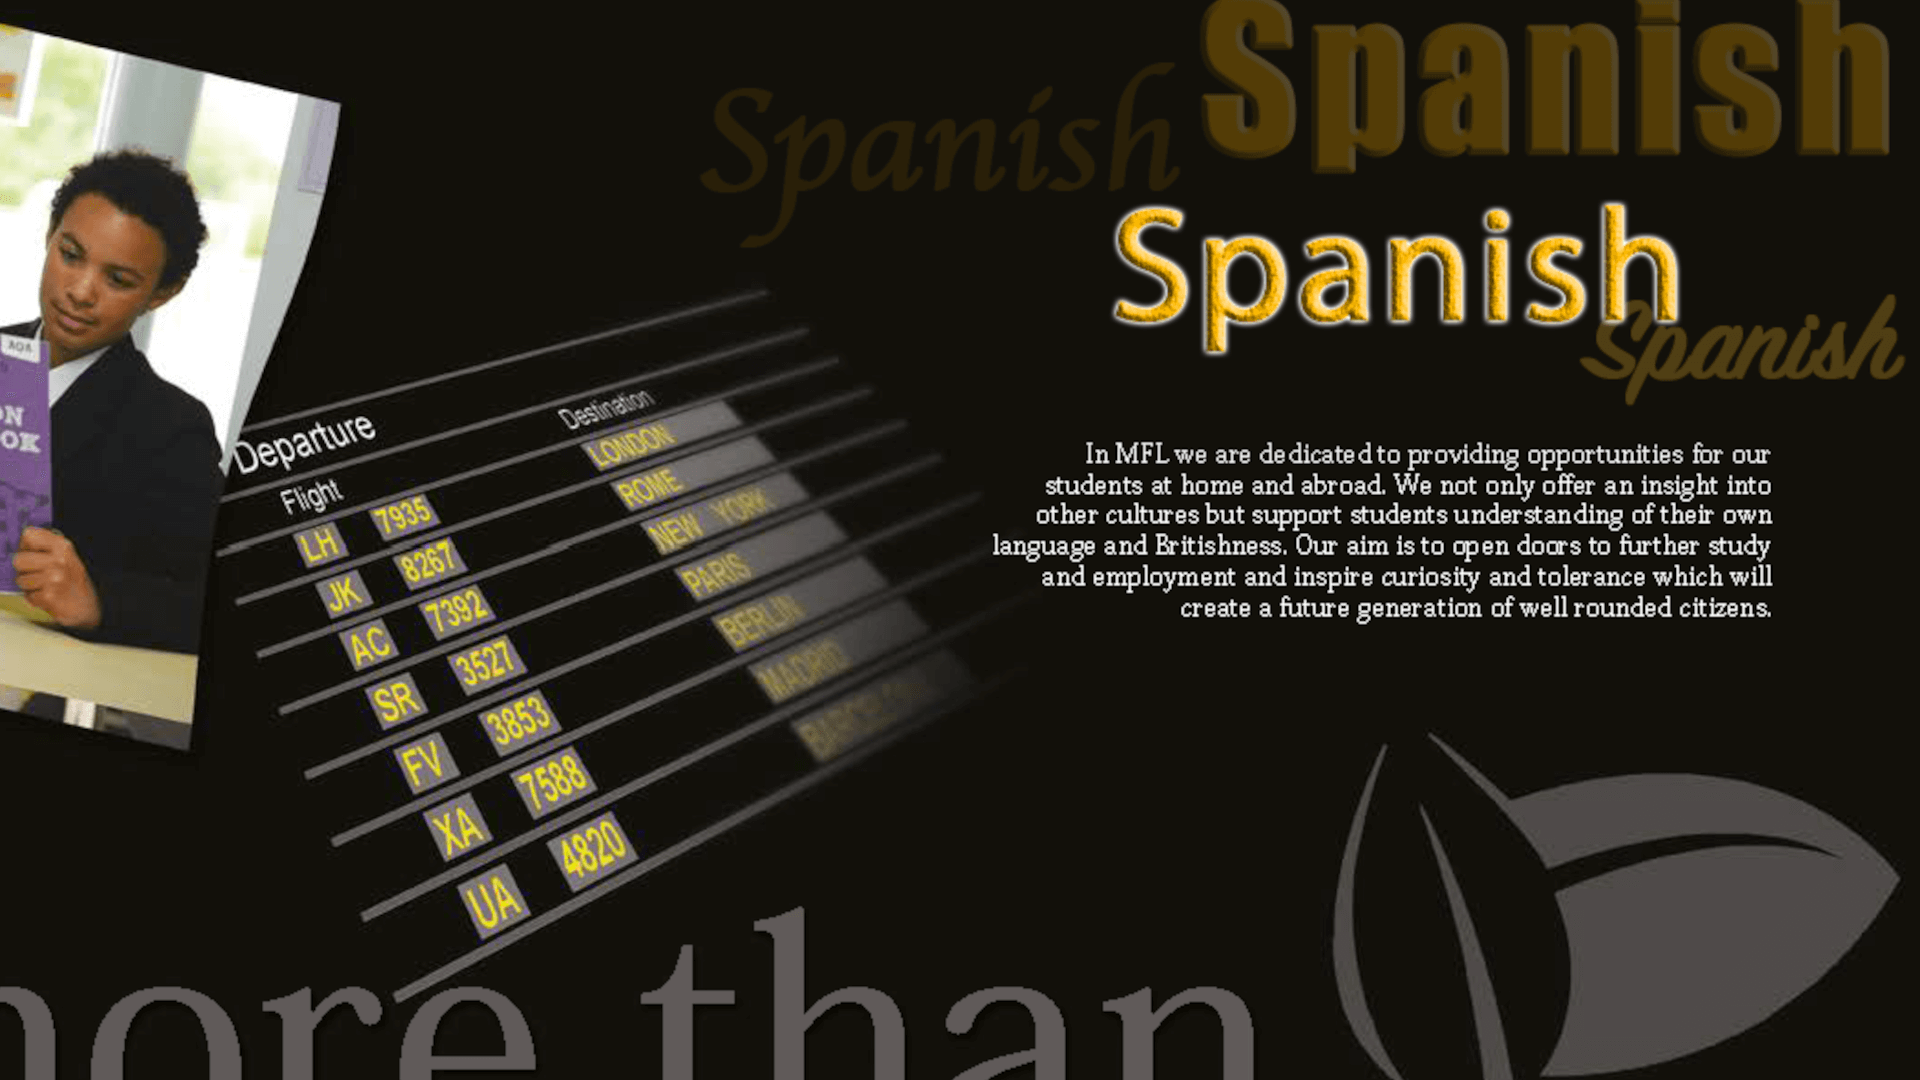 Spanish
Spanish
Spanish
Spanish
In MFL we are dedicated to providing opportunities for our
students at home and abroad. We not only offer an insight into
other cultures but support students understanding of their own
language and Britishness. Our aim is to open doors to further study
and employment and inspire curiosity and tolerance which will
create a future generation of well rounded citizens.
AQA
Departure
Flight Destination
LH 7935 LONDON
JK 8267 ROME
AC 7392 NEW YORK
SR 3527 PARIS
FV 3853 BERLIN
XA 7588 MADRID
UA 4820 BARCELONA
than